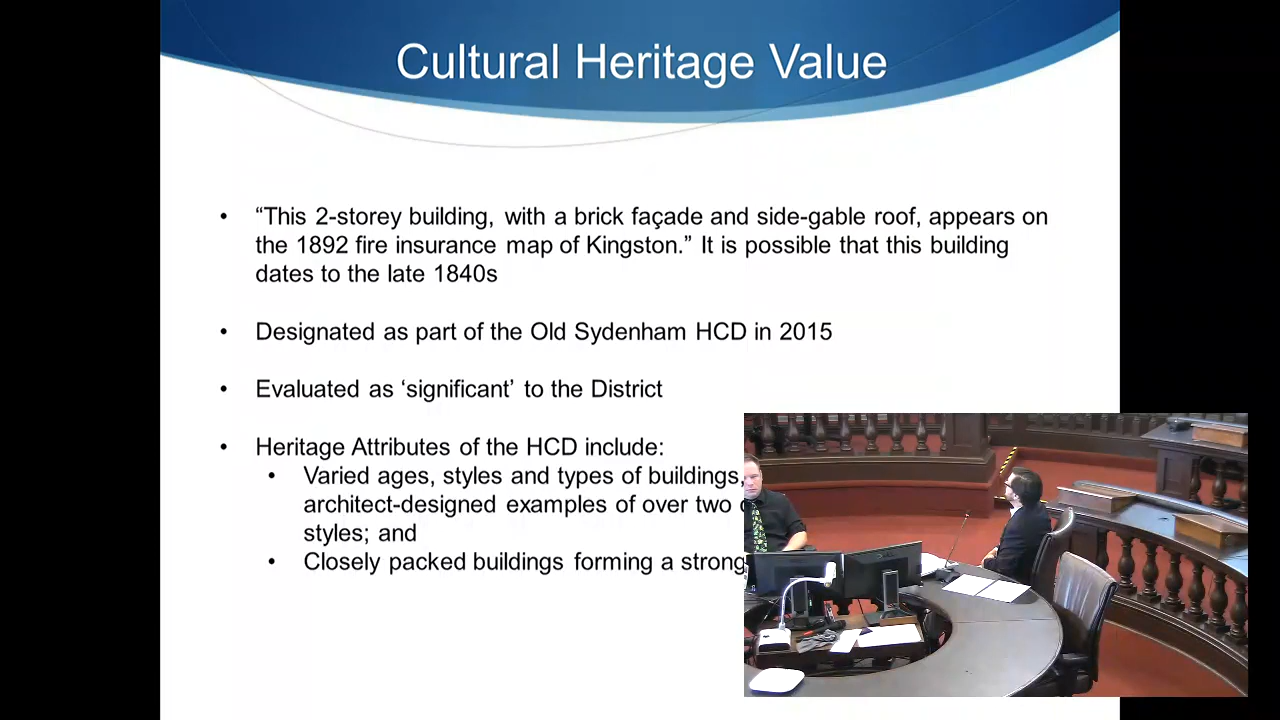 Cultural Heritage Value
• “This 2-storey building, with a brick façade and side-gable roof, appears on
the 1892 fire insurance map of Kingston.” It is possible that this building
dates to the late 1840s
• Designated as part of the Old Sydenham HCD in 2015
• Evaluated as ‘significant’ to the District
• Heritage Attributes of the HCD include:
• Varied ages, styles and types of buildings,
architect-designed examples of over two
styles; and
• Closely packed buildings forming a strong